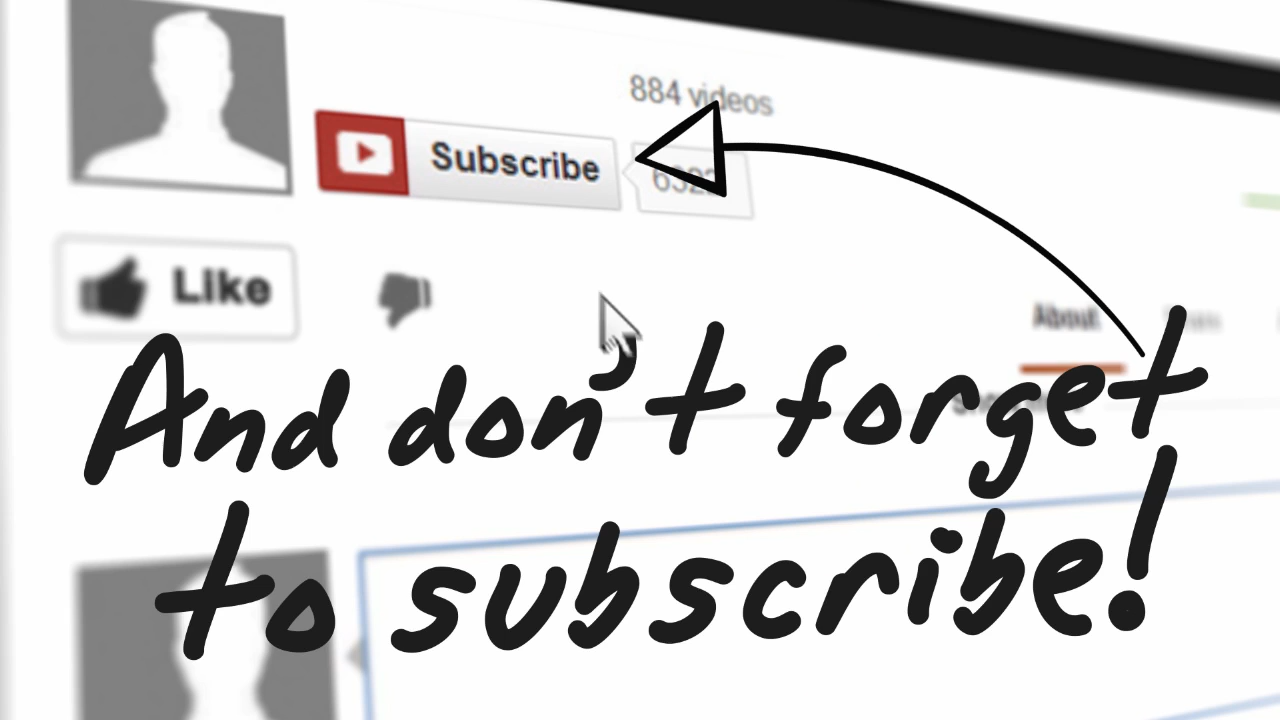 884 videos
Subscribe
Like
About
And don't forget
to subscribe!